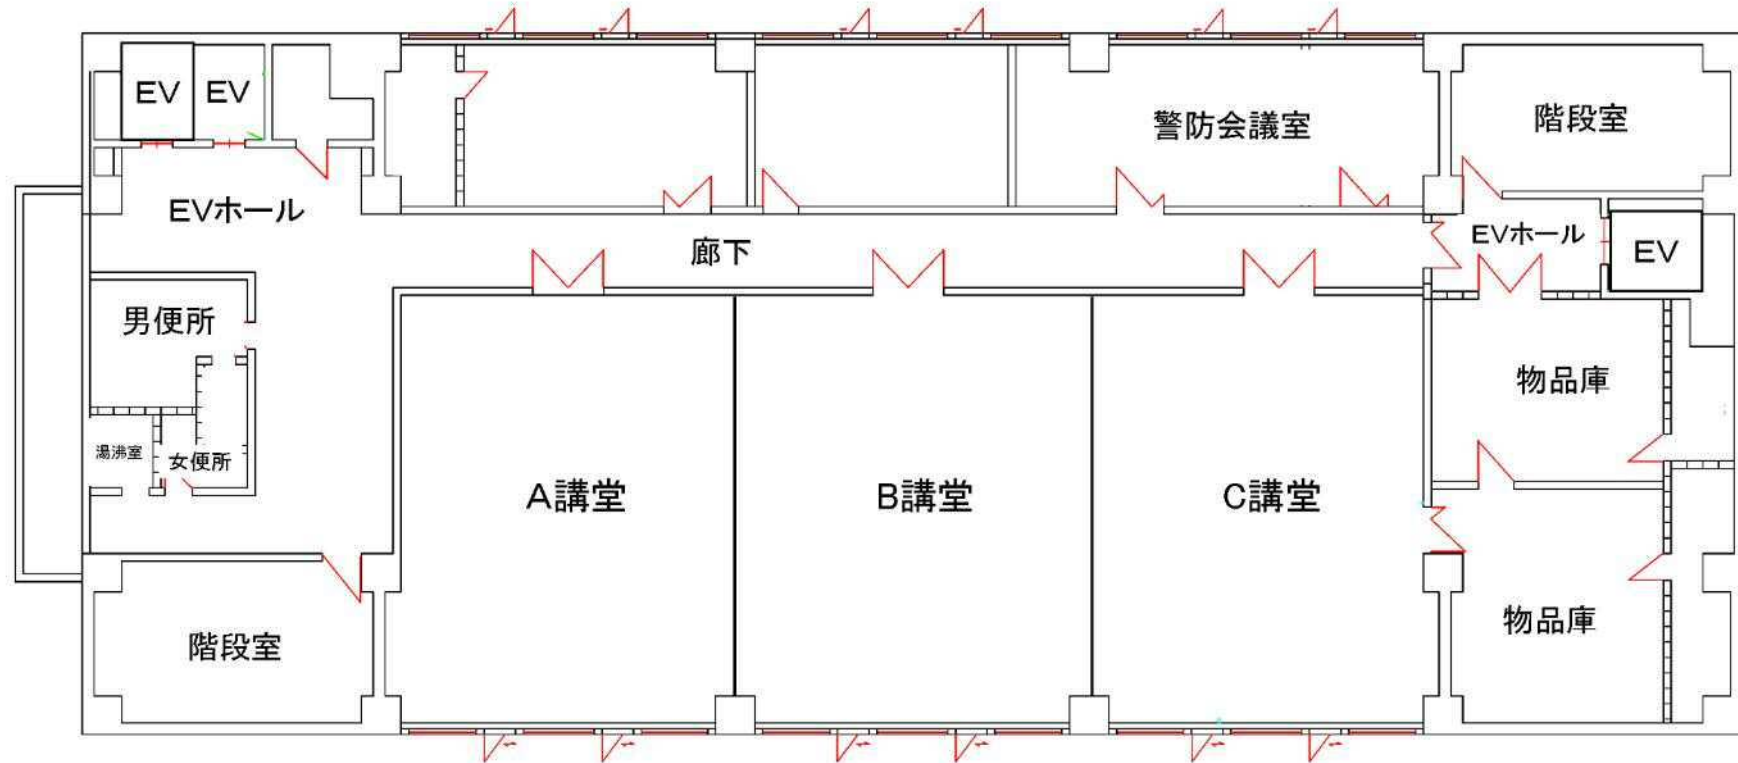 EV
EV
警防会議室
階段室
EVホール
廊下
EVホール
EV
男便所
物品庫
湯沸室
女便所
A講堂
B講堂
C講堂
物品庫
階段室